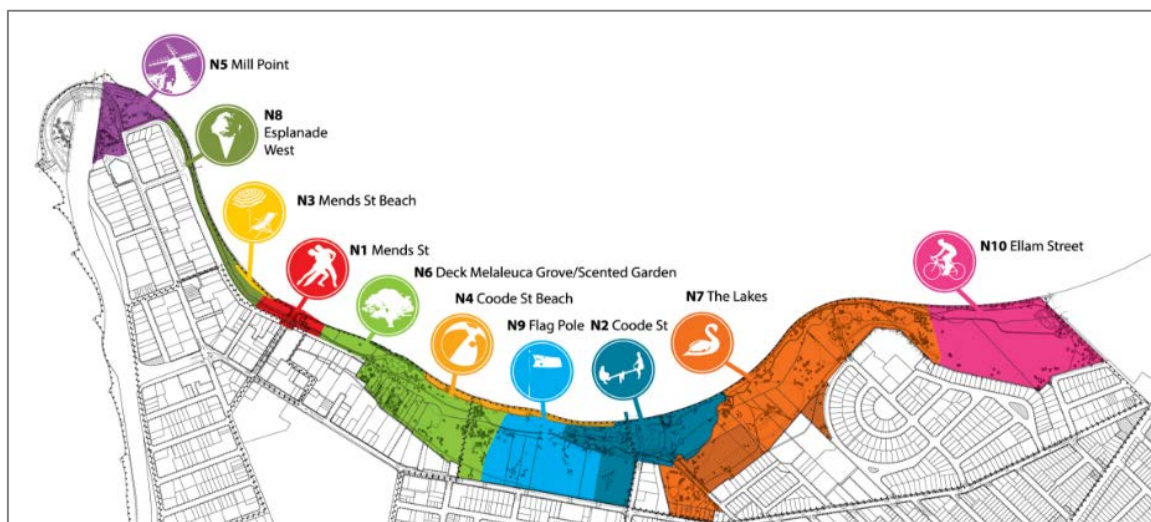 N5 Mill Point
N8
Esplanade
West
N3 Mends St Beach
N1 Mends St
N6 Deck Melaleuca Grove/Scented Garden
N4 Coode St Beach
N9 Flag Pole
N2 Coode St
N7 The Lakes
N10 Ellam Street